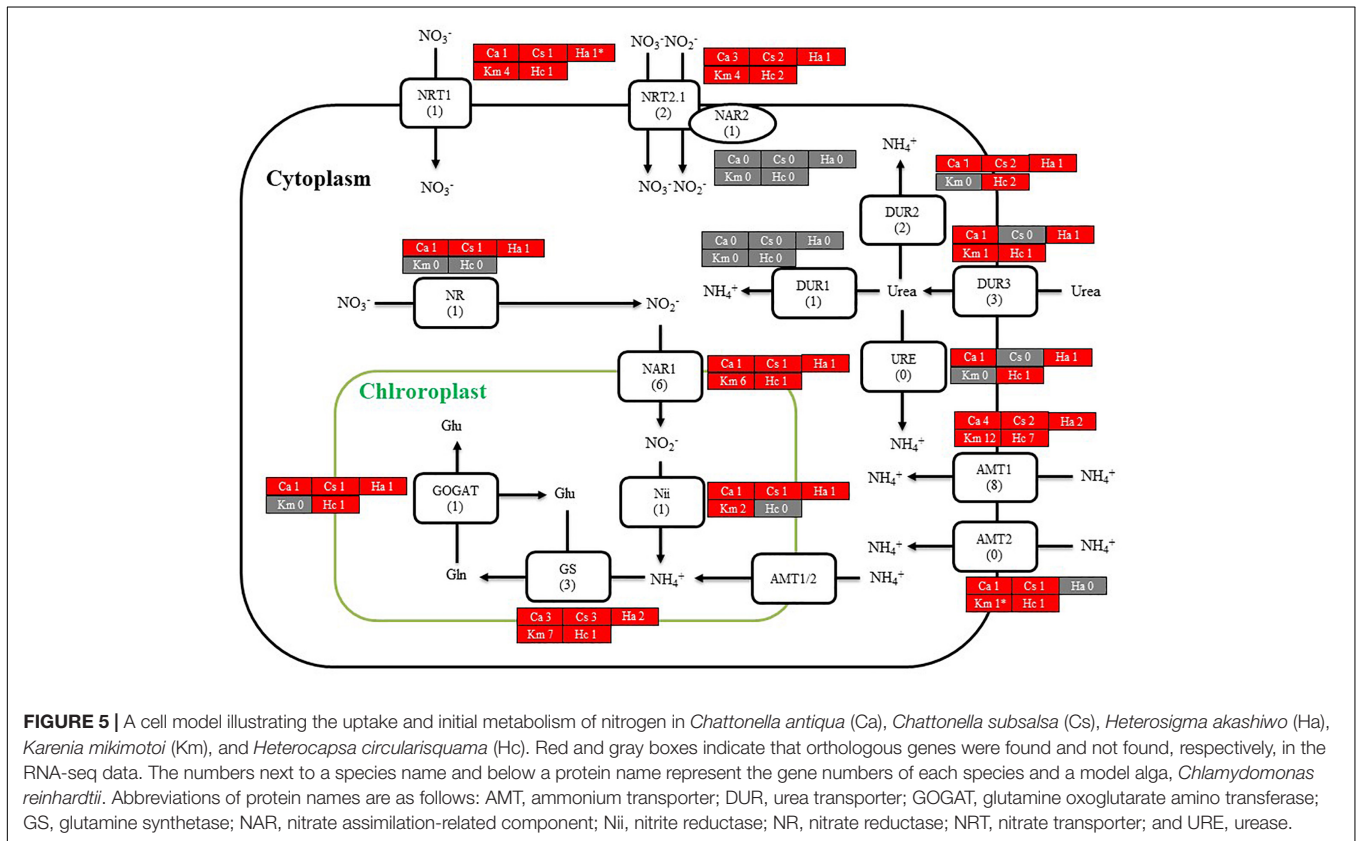 NO₃⁻
Ca 1 Cs 1 Ha 1*
Km 4 Hc 1
NRT1
(1)
NO₃⁻
NO₃⁻ NO₂⁻
Ca 3 Cs 2 Ha 1
Km 4 Hc 2
NRT2.1
(2)
NAR2
(1)
Ca 0 Cs 0 Ha 0
Km 0 Hc 0
NO₃⁻ NO₂⁻
Cytoplasm
NH₄⁺
Ca 1 Cs 2 Ha 1
Km 0 Hc 2
DUR2
(2)
Ca 1 Cs 0 Ha 1
Km 1 Hc 1
Ca 0 Cs 0 Ha 0
Km 0 Hc 0
NH₄⁺
DUR1
(1)
Urea
DUR3
(3)
Urea
Ca 1 Cs 1 Ha 1
Km 0 Hc 0
NO₃⁻
NR
(1)
NO₂⁻
URE
(0)
Ca 1 Cs 0 Ha 1
Km 0 Hc 1
NH₄⁺
NAR1
(6)
Ca 1 Cs 1 Ha 1
Km 6 Hc 1
Chlroroplast
NO₂⁻
Glu
Ca 4 Cs 2 Ha 2
Km 12 Hc 7
NH₄⁺
AMT1
(8)
NH₄⁺
Ca 1 Cs 1 Ha 1
Km 0 Hc 1
GOGAT
(1)
Glu
Nii
(1)
Ca 1 Cs 1 Ha 1
Km 2 Hc 0
NH₄⁺
AMT2
(0)
NH₄⁺
Gln
GS
(3)
NH₄⁺
AMT1/2
NH₄⁺
Ca 1 Cs 1 Ha 0
Km 1* Hc 1
Ca 3 Cs 3 Ha 2
Km 7 Hc 1
FIGURE 5 | A cell model illustrating the uptake and initial metabolism of nitrogen in Chattonella antiqua (Ca), Chattonella subsalsa (Cs), Heterosigma akashiwo (Ha),
Karenia mikimotoi (Km), and Heterocapsa circularisquama (Hc). Red and gray boxes indicate that orthologous genes were found and not found, respectively, in the
RNA-seq data. The numbers next to a species name and below a protein name represent the gene numbers of each species and a model alga, Chlamydomonas
reinhardtii. Abbreviations of protein names are as follows: AMT, ammonium transporter; DUR, urea transporter; GOGAT, glutamine oxoglutarate amino transferase;
GS, glutamine synthetase; NAR, nitrate assimilation-related component; Nii, nitrite reductase; NR, nitrate reductase; NRT, nitrate transporter; and URE, urease.